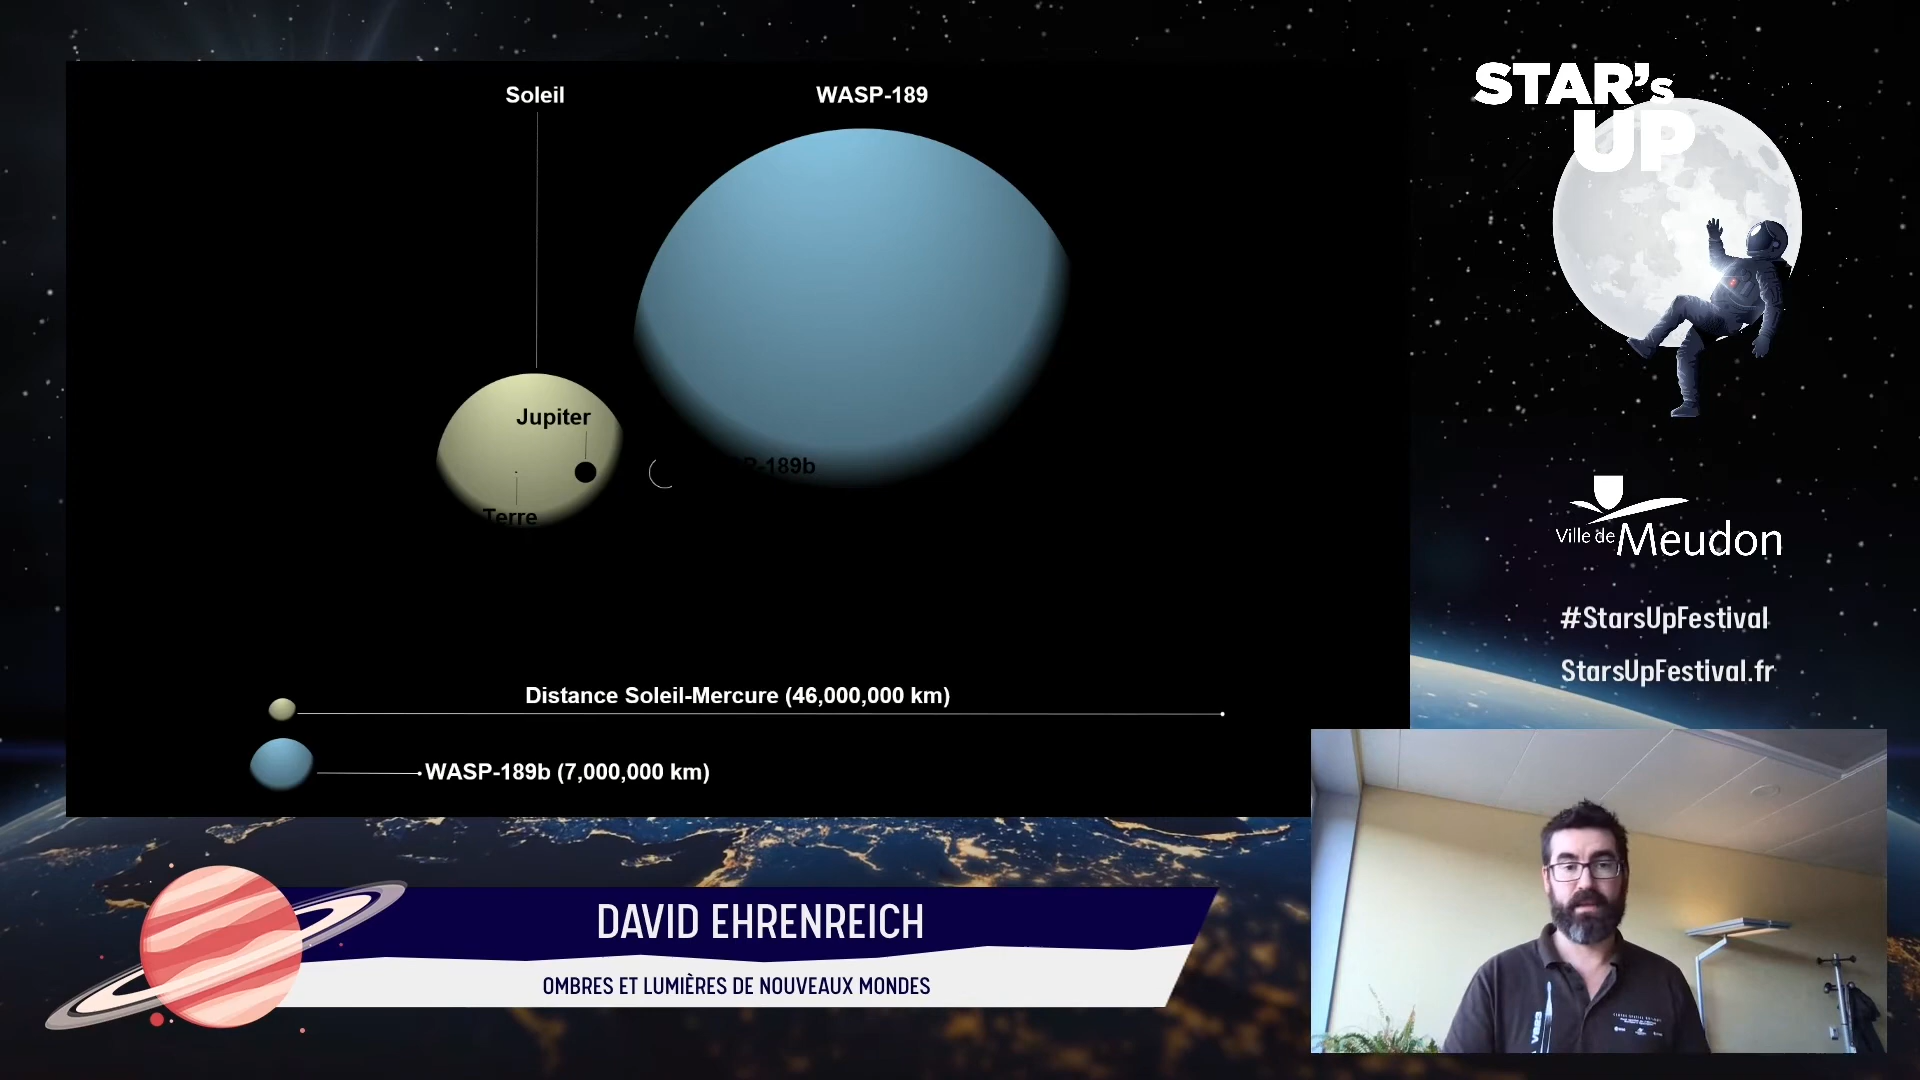 Soleil
WASP-189
Jupiter
P-189b
Terre
Distance Soleil-Mercure (46,000,000 km)
WASP-189b (7,000,000 km)
STAR's
UP
Ville de Meudon
#StarsUpFestival
StarsUpFestival.fr
DAVID EHRENREICH
OMBRES ET LUMIÈRES DE NOUVEAUX MONDES